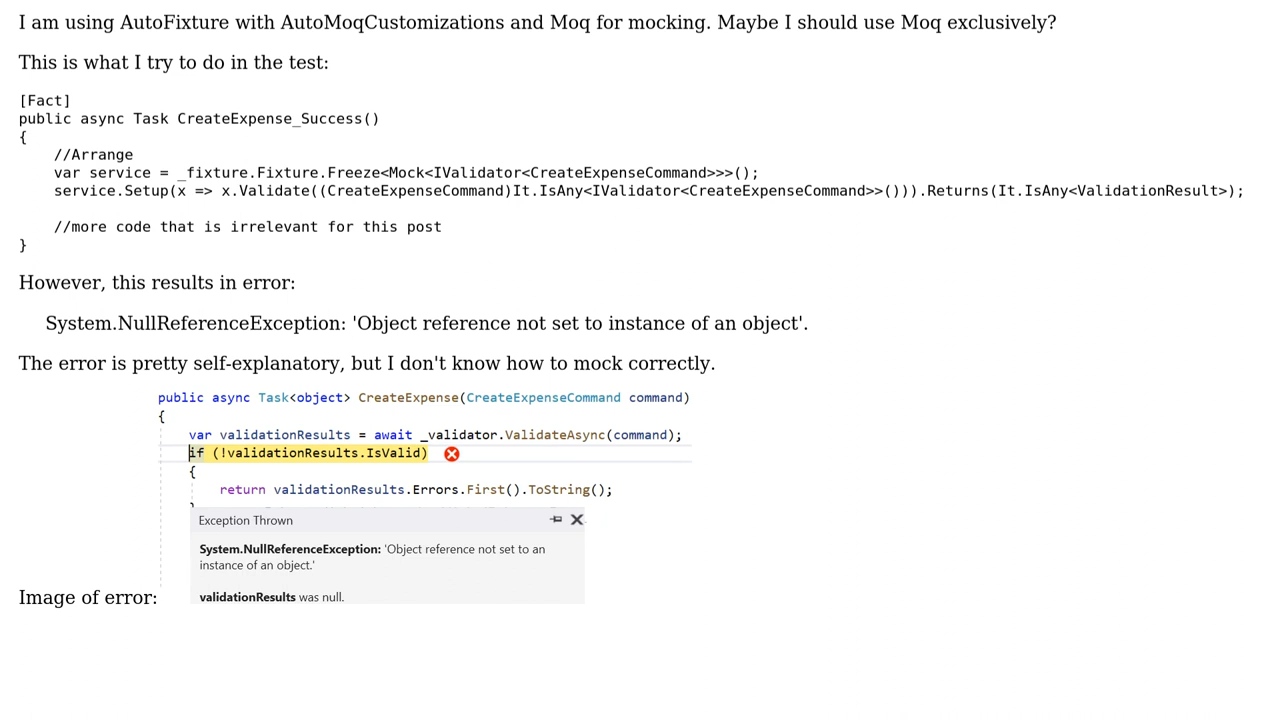 I am using AutoFixture with AutoMoqCustomizations and Moq for mocking. Maybe I should use Moq exclusively?
This is what I try to do in the test:
[Fact]
public async Task CreateExpense_Success()
{
    //Arrange
    var service = _fixture.Fixture.Freeze<Mock<IValidator<CreateExpenseCommand>>>();
    service.Setup(x => x.Validate((CreateExpenseCommand)It.IsAny<IValidator<CreateExpenseCommand>>())).Returns(It.IsAny<ValidationResult>);
    //more code that is irrelevant for this post
}
However, this results in error:
System.NullReferenceException: 'Object reference not set to instance of an object'.
The error is pretty self-explanatory, but I don't know how to mock correctly.
public async Task<object> CreateExpense(CreateExpenseCommand command)
{
    var validationResults = await _validator.ValidateAsync(command);
    if (!validationResults.IsValid)
    {
        return validationResults.Errors.First().ToString();
Exception Thrown
System.NullReferenceException: 'Object reference not set to an
instance of an object.'
validationResults was null.
Image of error: